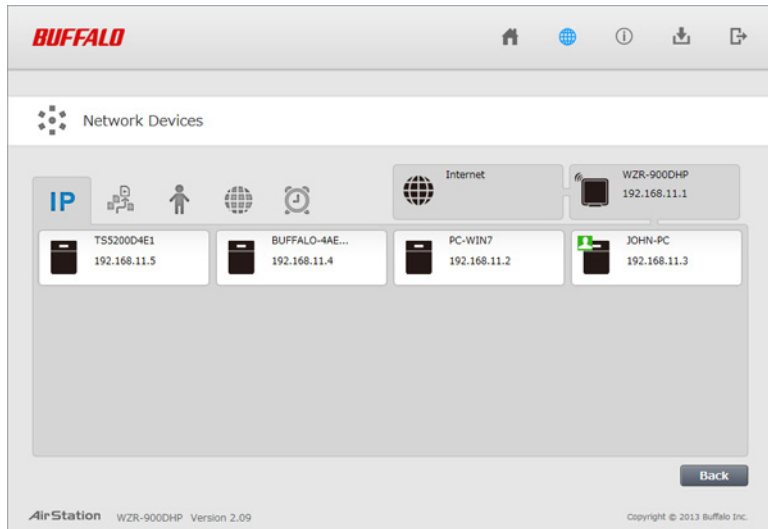 BUFFALO
Network Devices
IP
Internet
WZR-900DHP
192.168.11.1
TS5200D4E1
192.168.11.5
BUFFALO-4AE...
192.168.11.4
PC-WIN7
192.168.11.2
JOHN-PC
192.168.11.3
Back
AirStation WZR-900DHP Version 2.09
Copyright © 2013 Buffalo Inc.